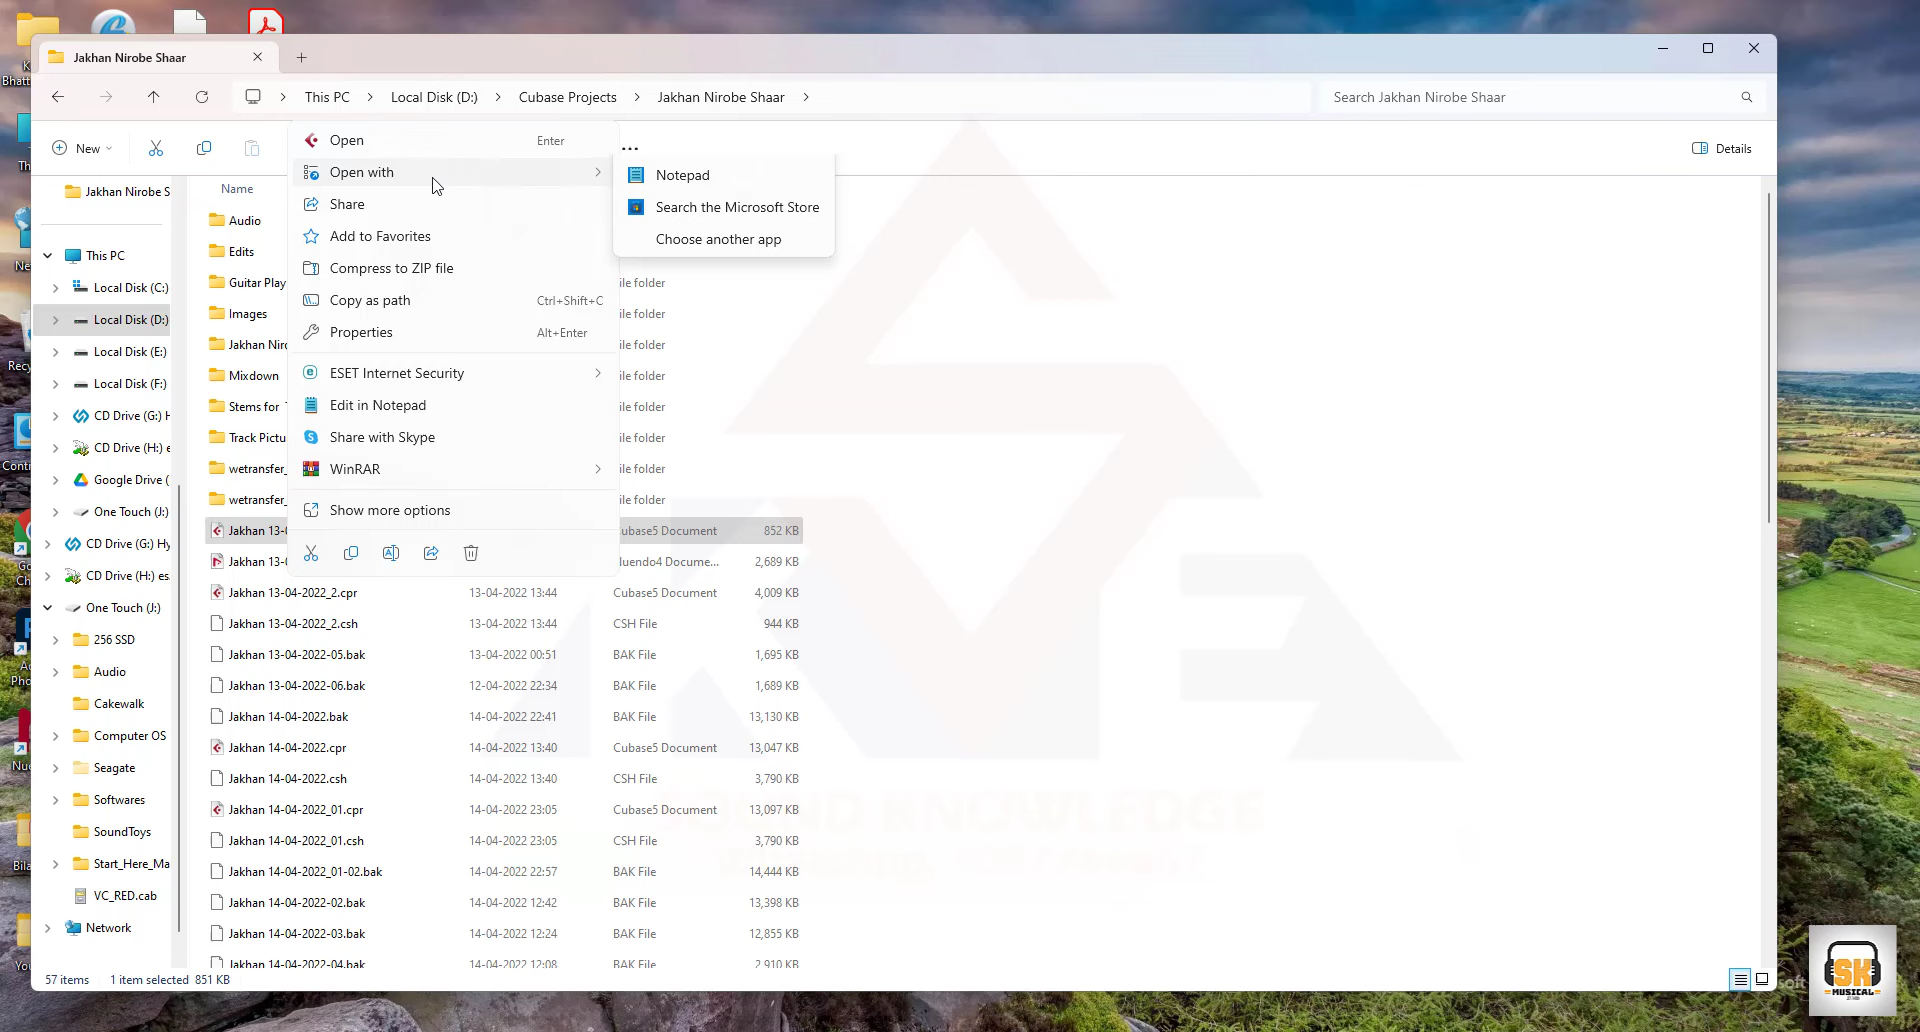 Jakhan Nirobe Shaar
This PC > Local Disk (D:) > Cubase Projects > Jakhan Nirobe Shaar >
Search Jakhan Nirobe Shaar
New
Details
Open Enter
Open with
Share
Add to Favorites
Compress to ZIP file
Copy as path Ctrl+Shift+C
Properties Alt+Enter
ESET Internet Security
Edit in Notepad
Share with Skype
WinRAR
Show more options
...
Notepad
Search the Microsoft Store
Choose another app
Jakhan Nirobe S
This PC
Local Disk (C:)
Local Disk (D:)
Local Disk (E:)
Local Disk (F:)
CD Drive (G:) H
CD Drive (H:) e
Google Drive (
One Touch (J:)
CD Drive (G:) Hy
CD Drive (H:) es
One Touch (J:)
256 SSD
Audio
Cakewalk
Computer OS
Seagate
Softwares
SoundToys
Start_Here_Ma
VC_RED.cab
Network
Name
Audio
Edits
Guitar Play ile folder
Images ile folder
Jakhan Niro ile folder
Mixdown ile folder
Stems for ile folder
Track Pictu ile folder
wetransfer_ ile folder
wetransfer_ ile folder
Jakhan 13-0 ubase5 Document 852 KB
Jakhan 13-0 luendo4 Docume... 2,689 KB
Jakhan 13-04-2022_2.cpr 13-04-2022 13:44 Cubase5 Document 4,009 KB
Jakhan 13-04-2022_2.csh 13-04-2022 13:44 CSH File 944 KB
Jakhan 13-04-2022-05.bak 13-04-2022 00:51 BAK File 1,695 KB
Jakhan 13-04-2022-06.bak 12-04-2022 22:34 BAK File 1,689 KB
Jakhan 14-04-2022.bak 14-04-2022 22:41 BAK File 13,130 KB
Jakhan 14-04-2022.cpr 14-04-2022 13:40 Cubase5 Document 13,047 KB
Jakhan 14-04-2022.csh 14-04-2022 13:40 CSH File 3,790 KB
Jakhan 14-04-2022_01.cpr 14-04-2022 23:05 Cubase5 Document 13,097 KB
Jakhan 14-04-2022_01.csh 14-04-2022 23:05 CSH File 3,790 KB
Jakhan 14-04-2022_01-02.bak 14-04-2022 22:57 BAK File 14,444 KB
Jakhan 14-04-2022-02.bak 14-04-2022 12:42 BAK File 13,398 KB
Jakhan 14-04-2022-03.bak 14-04-2022 12:24 BAK File 12,855 KB
Jakhan 14-04-2022-04.bak 14-04-2022 12:08 BAK File 2,910 KB
57 items 1 item selected 851 KB
SOUND KNOWLEDGE
SK
MUSICAL